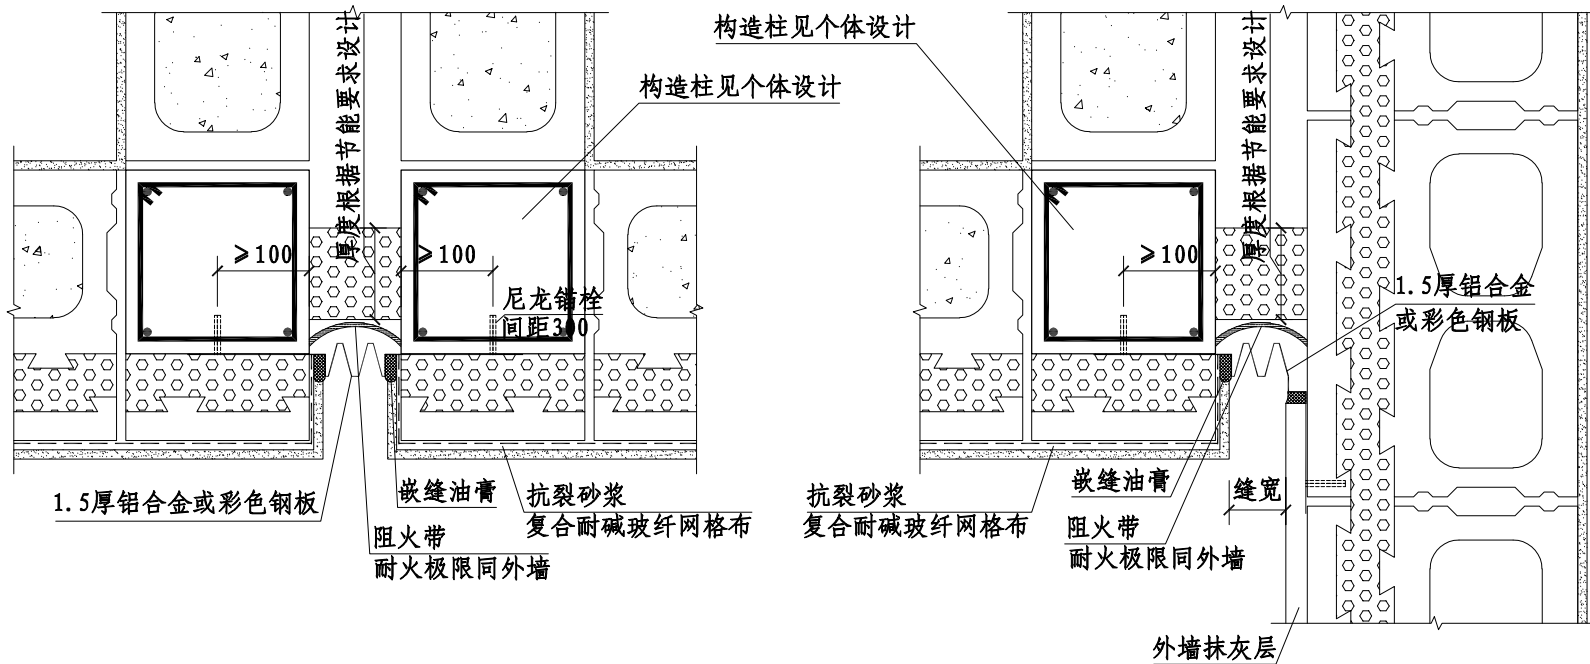 构造柱见个体设计
构造柱见个体设计
厚度根据节能要求设计
厚度根据节能要求设计
≥100
≥100
≥100
尼龙锚栓
间距300
1.5厚铝合金
或彩色钢板
1.5厚铝合金或彩色钢板
嵌缝油膏
抗裂砂浆
复合耐碱玻纤网格布
阻火带
耐火极限同外墙
抗裂砂浆
复合耐碱玻纤网格布
嵌缝油膏
缝宽
阻火带
耐火极限同外墙
外墙抹灰层